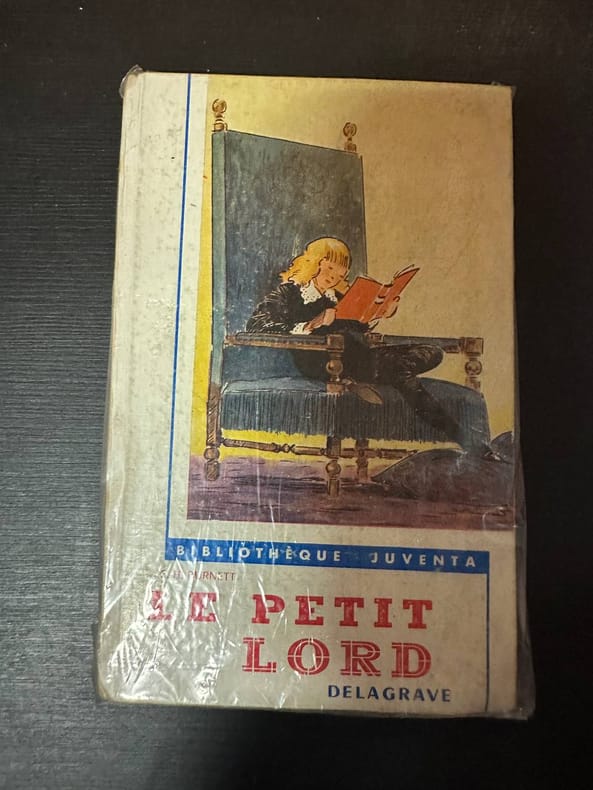 BIBLIOTHÈQUE JUVENTA
BURNETT
LE PETIT
LORD
DELAGRAVE